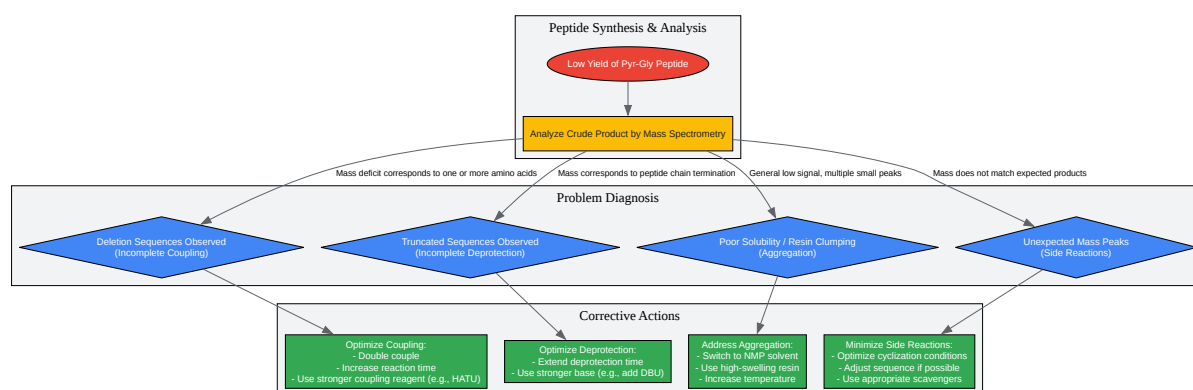 Peptide Synthesis & Analysis
Low Yield of Pyr-Gly Peptide
Analyze Crude Product by Mass Spectrometry
Mass deficit corresponds to one or more amino acids
Mass corresponds to peptide chain termination
General low signal, multiple small peaks
Mass does not match expected products
Problem Diagnosis
Deletion Sequences Observed
(Incomplete Coupling)
Truncated Sequences Observed
(Incomplete Deprotection)
Poor Solubility / Resin Clumping
(Aggregation)
Unexpected Mass Peaks
(Side Reactions)
Corrective Actions
Optimize Coupling:
- Double couple
- Increase reaction time
- Use stronger coupling reagent (e.g., HATU)
Optimize Deprotection:
- Extend deprotection time
- Use stronger base (e.g., add DBU)
Address Aggregation:
- Switch to NMP solvent
- Use high-swelling resin
- Increase temperature
Minimize Side Reactions:
- Optimize cyclization conditions
- Adjust sequence if possible
- Use appropriate scavengers